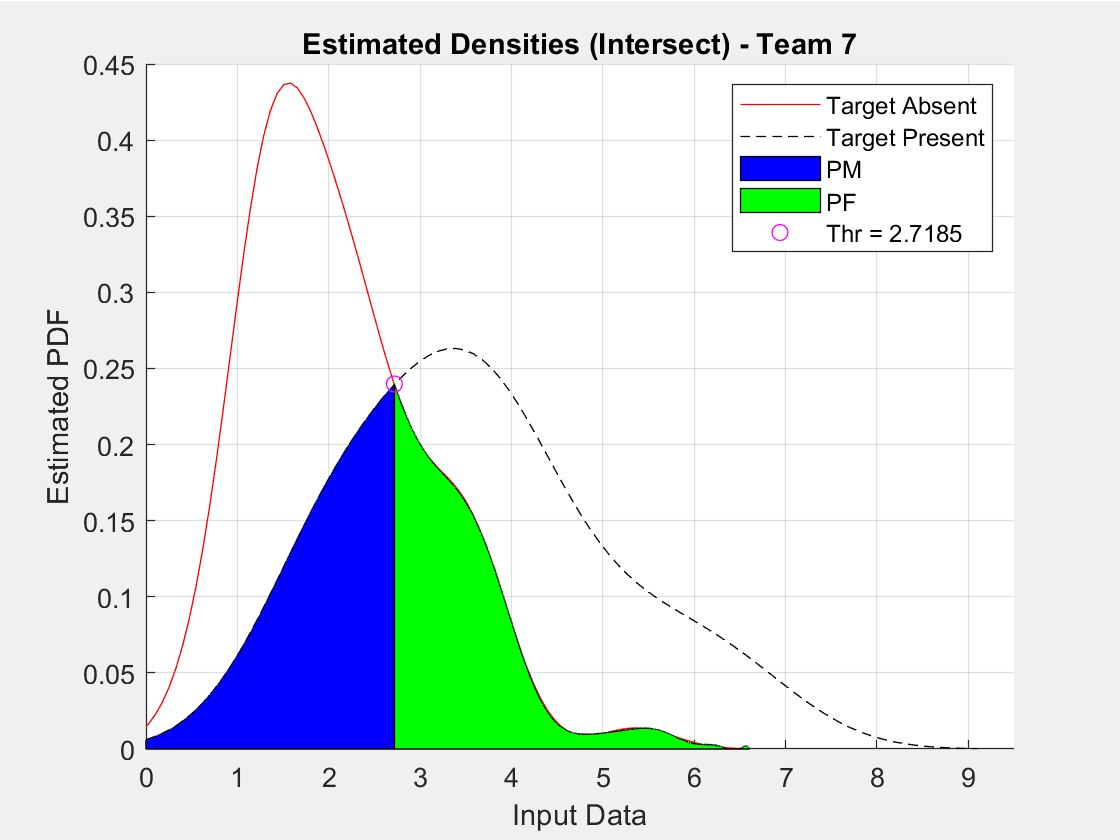 Estimated Densities (Intersect) - Team 7
0.45
0.4
0.35
0.3
0.25
0.2
0.15
0.1
0.05
0
Estimated PDF
Target Absent
Target Present
PM
PF
Thr = 2.7185
0 1 2 3 4 5 6 7 8 9
Input Data